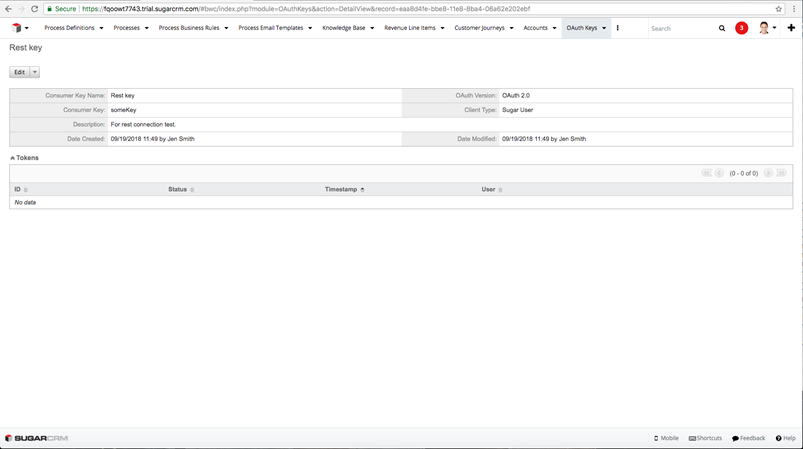 Secure https://fqoowt7743.trial.sugarcrm.com/#bwc/index.php?module=OAuthKeys&action=DetailView&record=eaa8d4fe-bbe8-11e8-8ba4-06a62e202ebf
Process Definitions Processes Process Business Rules Process Email Templates Knowledge Base Revenue Line Items Customer Journeys Accounts OAuth Keys Search 3
Rest key
Edit
Consumer Key Name: Rest key OAuth Version: OAuth 2.0
Consumer Key: someKey Client Type: Sugar User
Description: For rest connection test.
Date Created: 09/19/2018 11:49 by Jen Smith Date Modified: 09/19/2018 11:49 by Jen Smith
Tokens
(0 - 0 of 0)
ID Status Timestamp User
No data
SUGARCRM Mobile Shortcuts Feedback Help